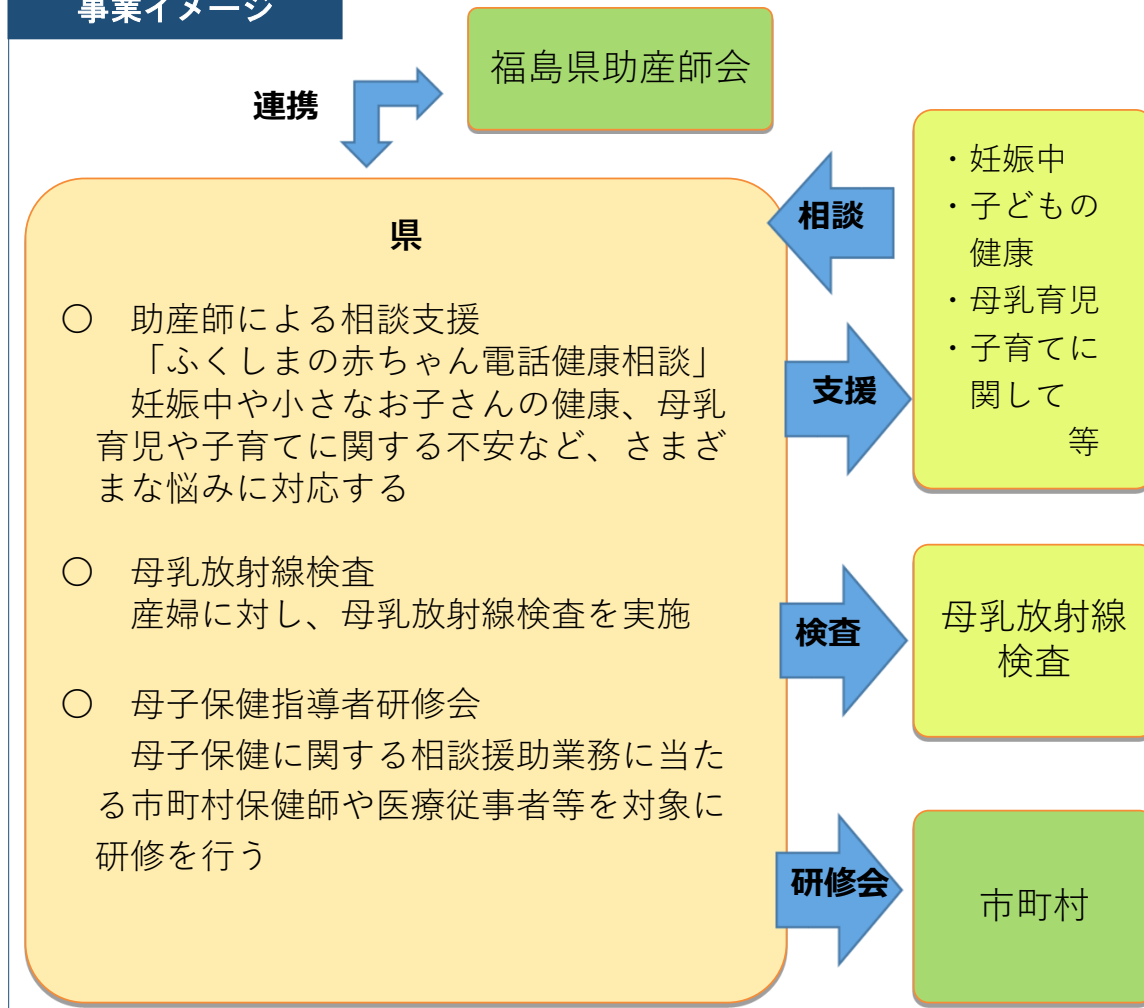 事業イメージ
福島県助産師会
連携
県
○　助産師による相談支援
「ふくしまの赤ちゃん電話健康相談」
妊娠中や小さなお子さんの健康、母乳
育児や子育てに関する不安など、さまざ
まな悩みに対応する
○　母乳放射線検査
産婦に対し、母乳放射線検査を実施
○　母子保健指導者研修会
母子保健に関する相談援助業務に当た
る市町村保健師や医療従事者等を対象に
研修を行う
相談
支援
・妊娠中
・子どもの
健康
・母乳育児
・子育てに
関して
等
検査
母乳放射線
検査
研修会
市町村